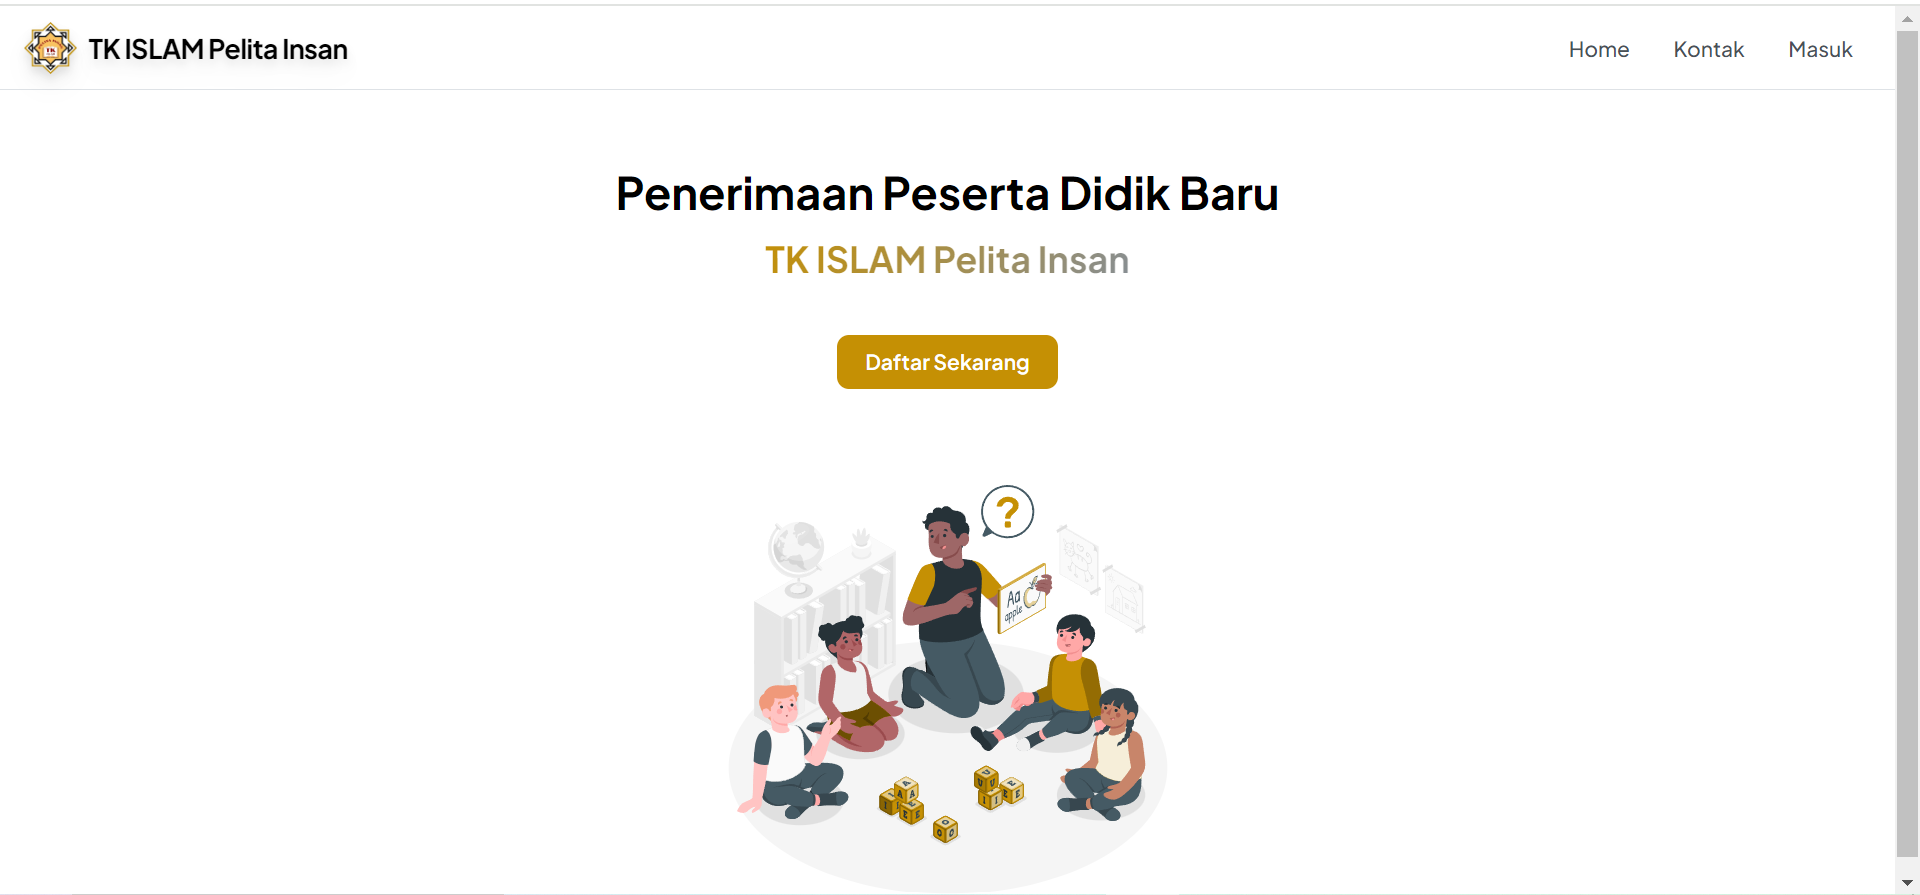 TK ISLAM Pelita Insan
Home Kontak Masuk
Penerimaan Peserta Didik Baru
TK ISLAM Pelita Insan
Daftar Sekarang
?
Aa
apple